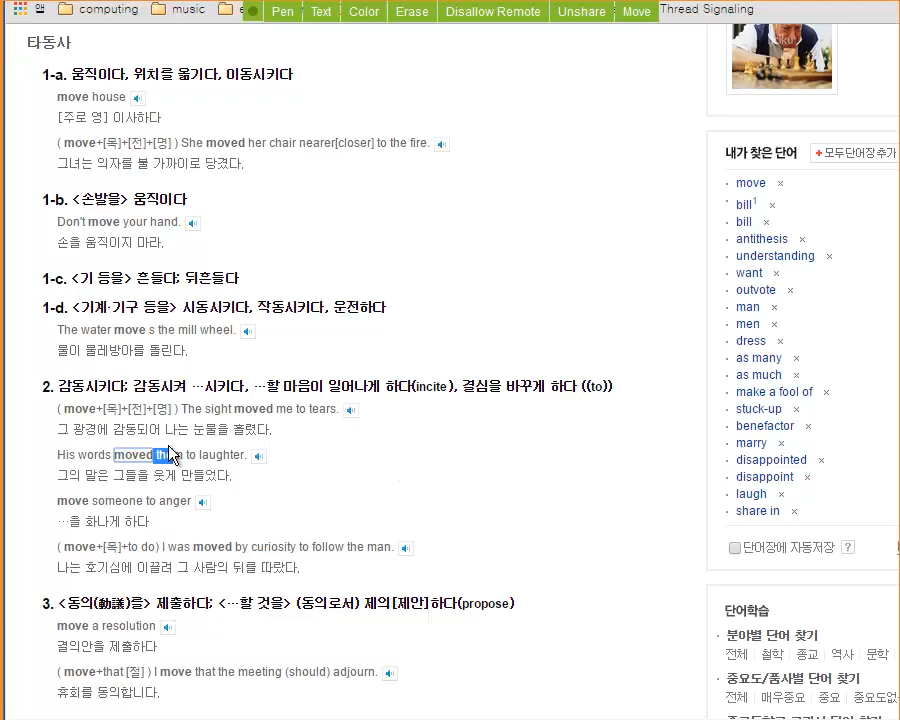 앱 computing music
Pen Text Color Erase Disallow Remote Unshare Move Thread Signaling
타동사
1-a. 움직이다, 위치를 옮기다, 이동시키다
move house
[주로 영] 이사하다
( move+[목]+[전]+[명] ) She moved her chair nearer[closer] to the fire.
그녀는 의자를 불 가까이로 당겼다.
1-b. <손발을> 움직이다
Don't move your hand.
손을 움직이지 마라.
1-c. <기 등을> 흔들다; 뒤흔들다
1-d. <기계·기구 등을> 시동시키다, 작동시키다, 운전하다
The water move s the mill wheel.
물이 물레방아를 돌린다.
2. 감동시키다; 감동시켜 …시키다, …할 마음이 일어나게 하다(incite), 결심을 바꾸게 하다 ((to))
( move+[목]+[전]+[명] ) The sight moved me to tears.
그 광경에 감동되어 나는 눈물을 흘렸다.
His words moved them to laughter.
그의 말은 그들을 웃게 만들었다.
move someone to anger
…을 화나게 하다
( move+[목]+to do) I was moved by curiosity to follow the man.
나는 호기심에 이끌려 그 사람의 뒤를 따랐다.
3. <동의(動議)을> 제출하다; <…할 것을> (동의로서) 제의[제안]하다(propose)
move a resolution
결의안을 제출하다
( move+that [절] ) I move that the meeting (should) adjourn.
휴회를 동의합니다.
내가 찾은 단어 +모두단어장추가
move ×
bill1 ×
bill ×
antithesis ×
understanding ×
want ×
outvote ×
man ×
men ×
dress ×
as many ×
as much ×
make a fool of ×
stuck-up ×
benefactor ×
marry ×
disappointed ×
disappoint ×
laugh ×
share in ×
단어장에 자동저장 ?
단어학습
분야별 단어 찾기
전체 철학 종교 역사 문학
중요도/품사별 단어 찾기
전체 매우중요 중요 중요도없